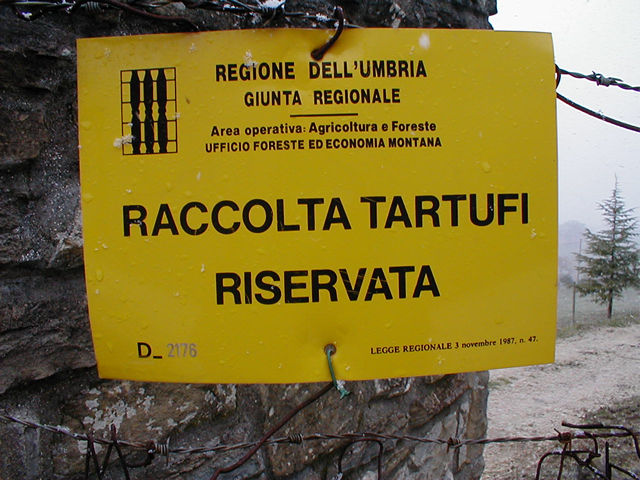 REGIONE DELL'UMBRIA
GIUNTA REGIONALE
Area operativa: Agricoltura e Foreste
UFFICIO FORESTE ED ECONOMIA MONTANA
RACCOLTA TARTUFI
RISERVATA
D_ 2176
LEGGE REGIONALE 3 novembre 1987, n. 47.